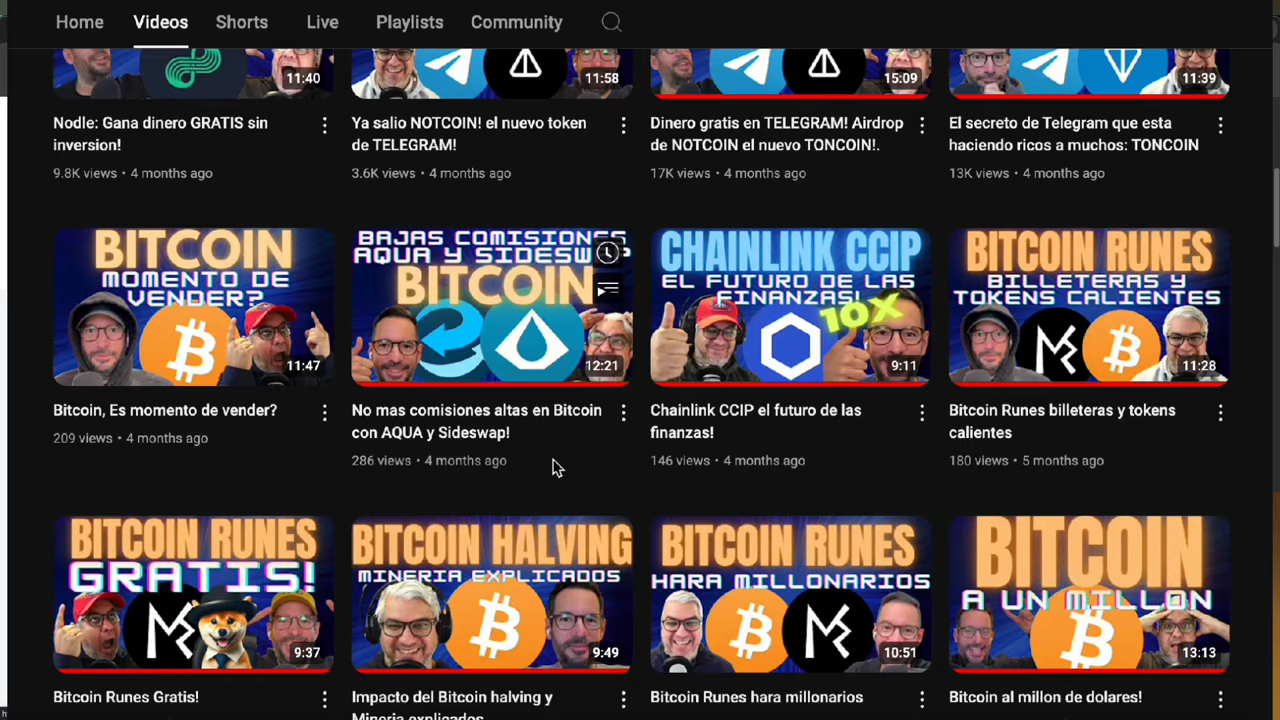 Home Videos Shorts Live Playlists Community
11:40 11:58 15:09 11:39
Nodle: Gana dinero GRATIS sin
inversion!
9.8K views • 4 months ago
Ya salio NOTCOIN! el nuevo token
de TELEGRAM!
3.6K views • 4 months ago
Dinero gratis en TELEGRAM! Airdrop
de NOTCOIN el nuevo TONCOIN!.
17K views • 4 months ago
El secreto de Telegram que esta
haciendo ricos a muchos: TONCOIN
13K views • 4 months ago
BITCOIN
MOMENTO DE
VENDER?
11:47
Bitcoin, Es momento de vender?
209 views • 4 months ago
BAJAS COMISIONES
AQUA Y SIDESWAP
BITCOIN
12:21
No mas comisiones altas en Bitcoin
con AQUA y Sideswap!
286 views • 4 months ago
CHAINLINK CCIP
EL FUTURO DE LAS
FINANZAS!
10X
9:11
Chainlink CCIP el futuro de las
finanzas!
146 views • 4 months ago
BITCOIN RUNES
BILLETERAS Y
TOKENS CALIENTES
11:28
Bitcoin Runes billeteras y tokens
calientes
180 views • 5 months ago
BITCOIN RUNES
GRATIS!
9:37
Bitcoin Runes Gratis!
BITCOIN HALVING
MINERIA EXPLICADOS
9:49
Impacto del Bitcoin halving y
Mineria explicados
BITCOIN RUNES
HARA MILLONARIOS
10:51
Bitcoin Runes hara millonarios
BITCOIN
A UN MILLON
13:13
Bitcoin al millon de dolares!